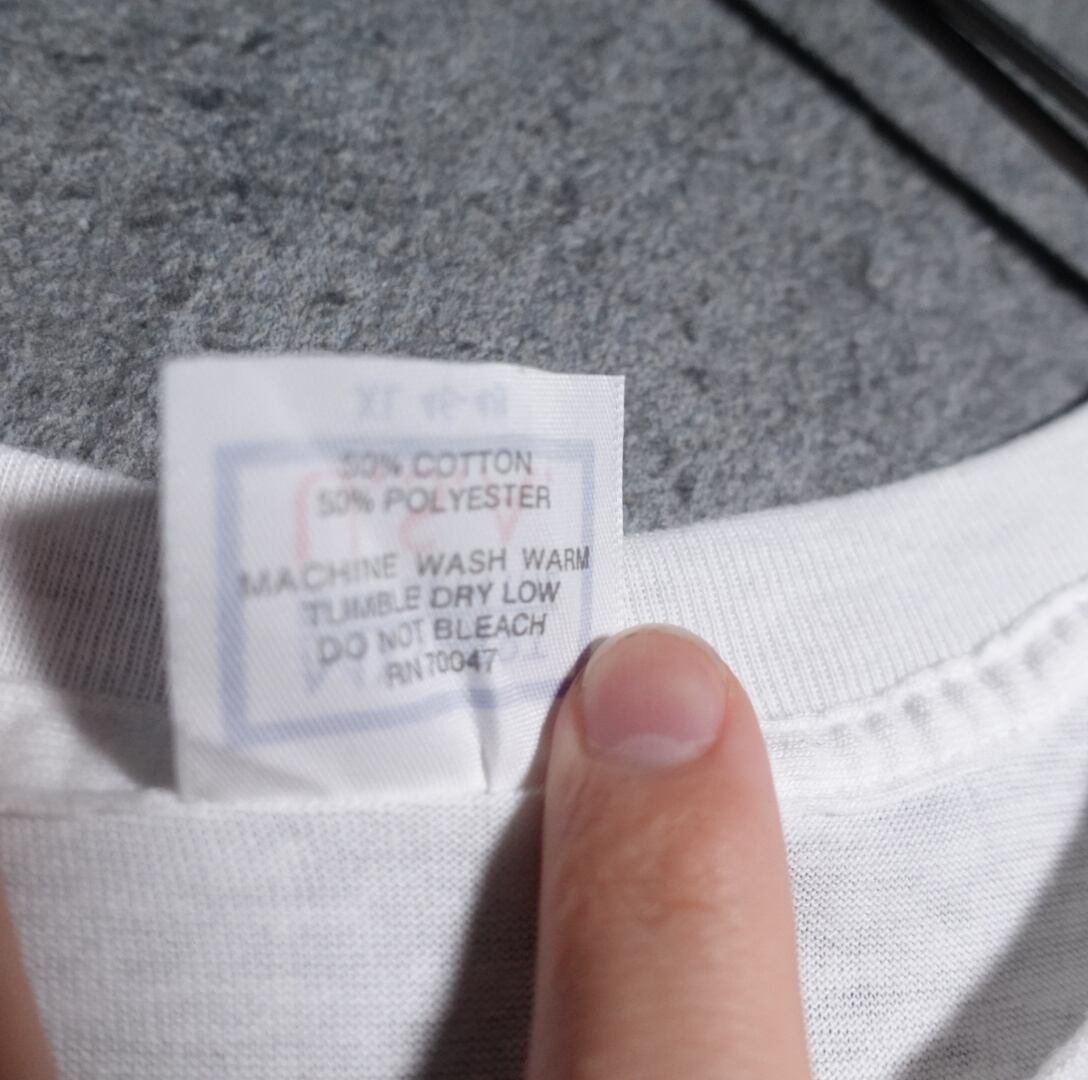 50% COTTON
50% POLYESTER
MACHINE WASH WARM
TUMBLE DRY LOW
DO NOT BLEACH
RN 70047